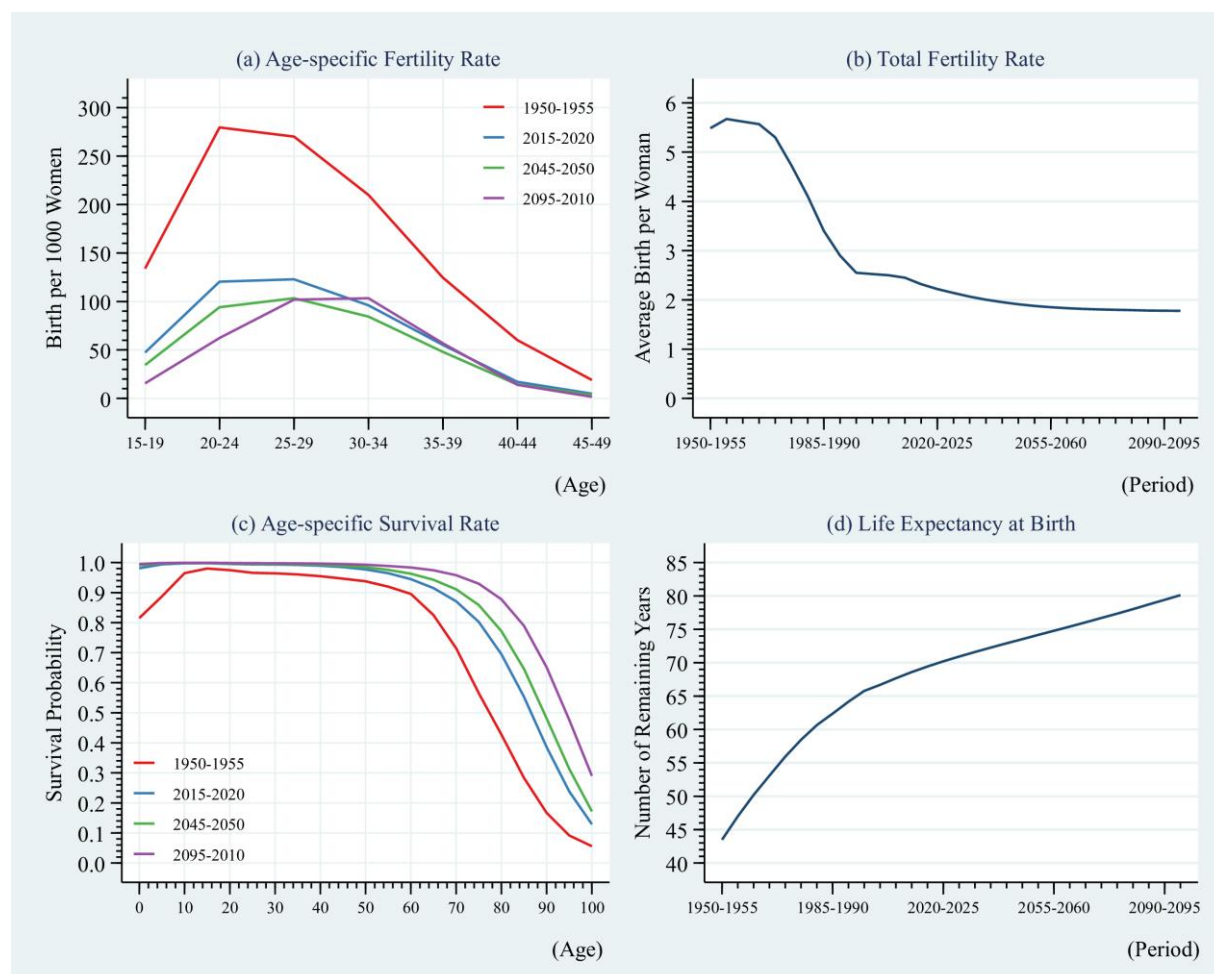 (a) Age-specific Fertility Rate
Birth per 1000 Women
300
250
200
150
100
50
0
1950-1955
2015-2020
2045-2050
2095-2010
15-19 20-24 25-29 30-34 35-39 40-44 45-49
(Age)
(b) Total Fertility Rate
Average Birth per Woman
6
5
4
3
2
1
0
1950-1955 1985-1990 2020-2025 2055-2060 2090-2095
(Period)
(c) Age-specific Survival Rate
Survival Probability
1.0
0.9
0.8
0.7
0.6
0.5
0.4
0.3
0.2
0.1
0.0
1950-1955
2015-2020
2045-2050
2095-2010
0 10 20 30 40 50 60 70 80 90 100
(Age)
(d) Life Expectancy at Birth
Number of Remaining Years
85
80
75
70
65
60
55
50
45
40
1950-1955 1985-1990 2020-2025 2055-2060 2090-2095
(Period)